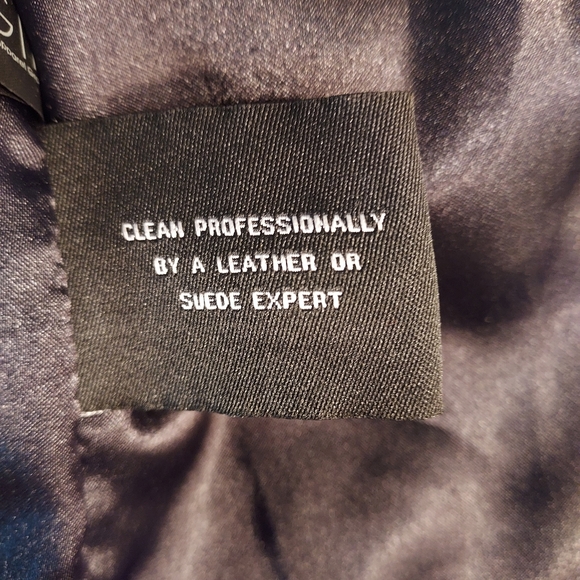 CLEAN PROFESSIONALLY
BY A LEATHER OR
SUEDE EXPERT